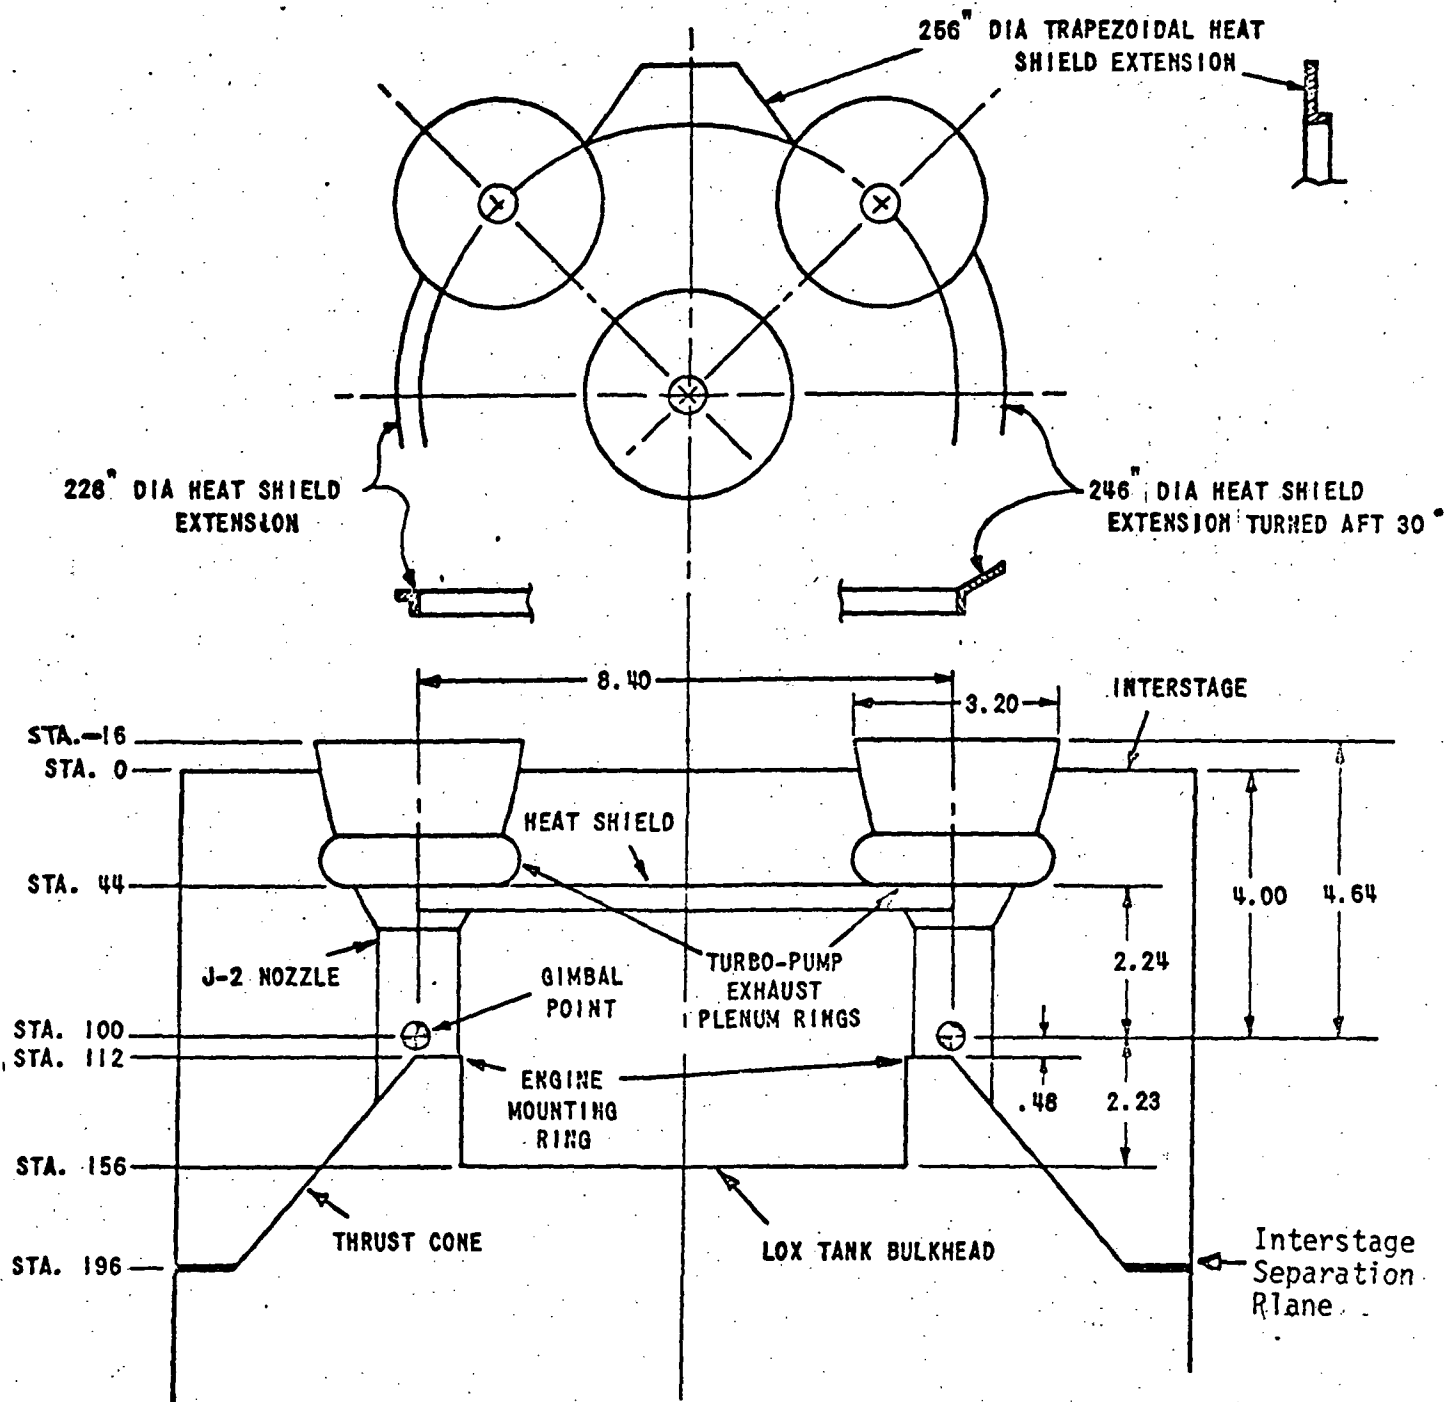 256" DIA TRAPEZOIDAL HEAT
SHIELD EXTENSION
228" DIA HEAT SHIELD
EXTENSION
246" DIA HEAT SHIELD
EXTENSION TURNED AFT 30°
8.40
3.20
INTERSTAGE
STA.-16
STA. 0
HEAT SHIELD
STA. 44
4.00
4.64
J-2 NOZZLE
GIMBAL
POINT
TURBO-PUMP
EXHAUST
PLENUM RINGS
2.24
STA. 100
STA. 112
ENGINE
MOUNTING
RING
.48
2.23
STA. 156
THRUST CONE
LOX TANK BULKHEAD
STA. 196
Interstage
Separation
Rlane